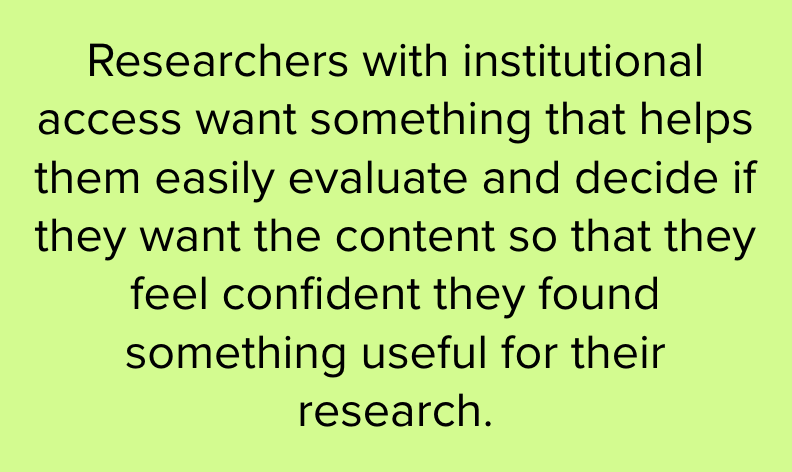 Researchers with institutional
access want something that helps
them easily evaluate and decide if
they want the content so that they
feel confident they found
something useful for their
research.